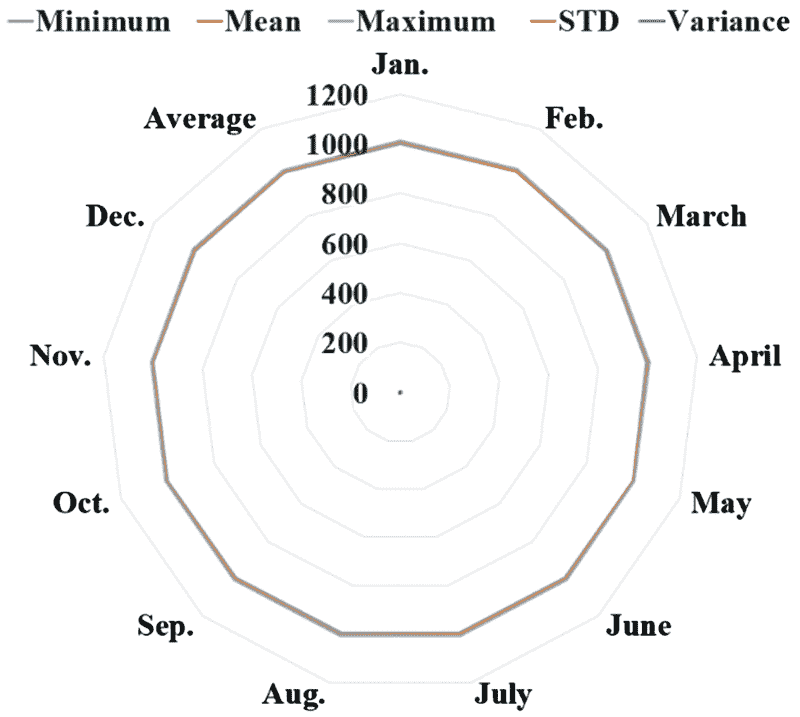 Minimum Mean Maximum STD Variance
Jan.
1200
Average
Feb.
1000
800
Dec.
March
600
400
200
Nov.
April
0
Oct.
May
Sep.
June
Aug.
July